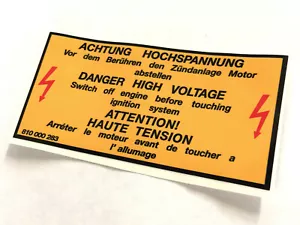 ACHTUNG HOCHSPANNUNG
Vor dem Berühren den Zündanlage Motor
abstellen
DANGER HIGH VOLTAGE
Switch off engine before touching
ignition system
ATTENTION!
HAUTE TENSION
Arréter le moteur avant de toucher a
l'allumage
810 000 263